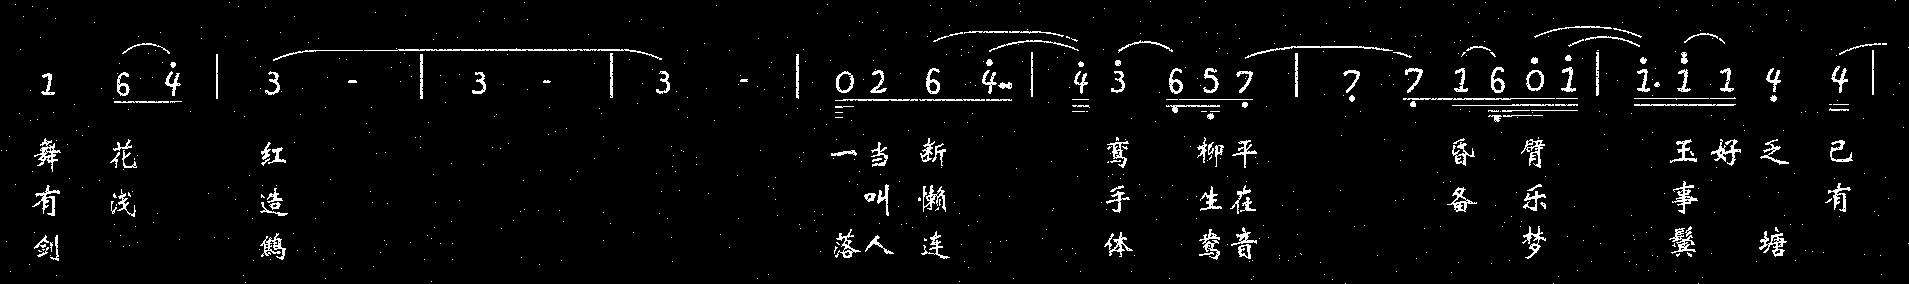 1 6 4 | 3 - | 3 - | 3 - | 0 2 6 4·· | 4 3 6 5 7 | 7 7 1 6 0 1 | 1· 1 1 4 4 |
舞 花 红 一 当 断 鸾 柳 平 昏 臂 玉 好 乏 已
有 浅 造 叫 懒 手 生 在 备 乐 事 有
剑 鹪 落 人 连 体 鸯 音 梦 鬓 塘